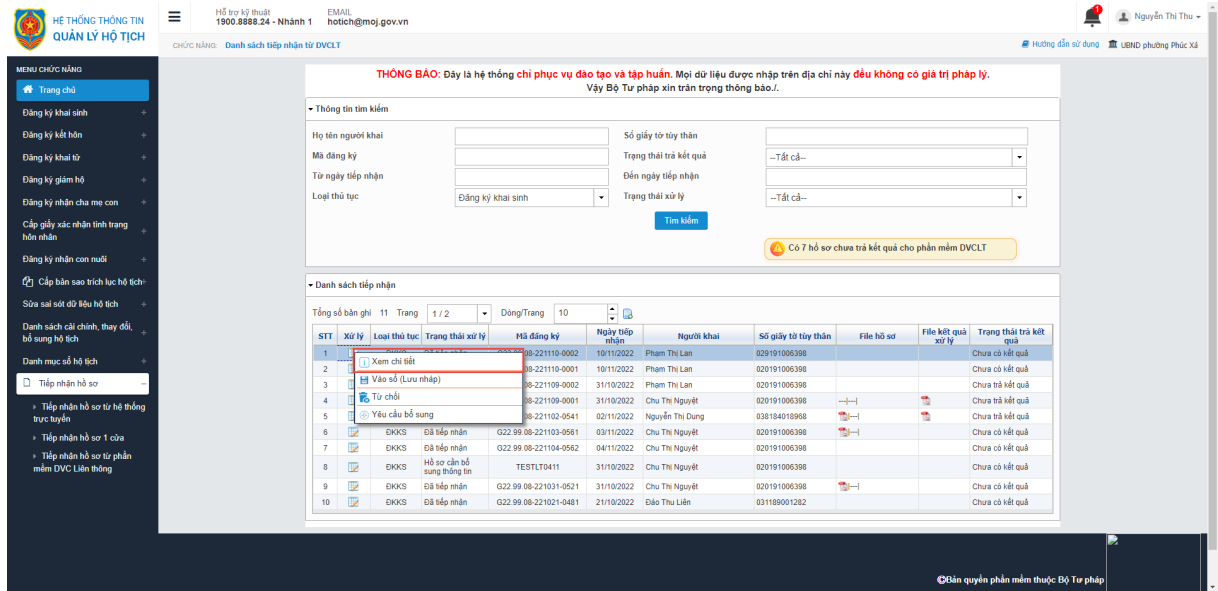 HỆ THỐNG THÔNG TIN
QUẢN LÝ HỘ TỊCH
Hỗ trợ kỹ thuật
1900.8888.24 - Nhánh 1
EMAIL
hotich@moj.gov.vn
1
Nguyễn Thị Thu
CHỨC NĂNG: Danh sách tiếp nhận từ DVCLT
Hướng dẫn sử dụng
UBND phường Phúc Xá
MENU CHỨC NĂNG
Trang chủ
Đăng ký khai sinh
Đăng ký kết hôn
Đăng ký khai tử
Đăng ký giám hộ
Đăng ký nhận cha mẹ con
Cấp giấy xác nhận tình trạng
hôn nhân
Đăng ký nhận con nuôi
Cấp bản sao trích lục hộ tịch
Sửa sai sót dữ liệu hộ tịch
Danh sách cải chính, thay đổi,
bổ sung hộ tịch
Danh mục sổ hộ tịch
Tiếp nhận hồ sơ
Tiếp nhận hồ sơ từ hệ thống
trực tuyến
Tiếp nhận hồ sơ 1 cửa
Tiếp nhận hồ sơ từ phần
mềm DVC Liên thông
THÔNG BÁO: Đây là hệ thống chỉ phục vụ đào tạo và tập huấn. Mọi dữ liệu được nhập trên địa chỉ này đều không có giá trị pháp lý.
Vậy Bộ Tư pháp xin trân trọng thông báo./.
Thông tin tìm kiếm
Họ tên người khai
Số giấy tờ tùy thân
Mã đăng ký
Trạng thái trả kết quả
--Tất cả--
Từ ngày tiếp nhận
Đến ngày tiếp nhận
Loại thủ tục
Đăng ký khai sinh
Trạng thái xử lý
--Tất cả--
Tìm kiếm
Có 7 hồ sơ chưa trả kết quả cho phần mềm DVCLT
Danh sách tiếp nhận
Tổng số bản ghi 11 Trang 1 / 2 Dòng/Trang 10
STT Xử lý Loại thủ tục Trạng thái xử lý Mã đăng ký Ngày tiếp nhận Người khai Số giấy tờ tùy thân File hồ sơ File kết quả xử lý Trạng thái trả kết quả
1 10/11/2022 Phạm Thị Lan 029191006398 Chưa có kết quả
2 08-221110-0001 10/11/2022 Phạm Thị Lan 020191006398 Chưa có kết quả
3 08-221109-0002 31/10/2022 Phạm Thị Lan 020191006398 Chưa trả kết quả
4 08-221109-0001 31/10/2022 Chu Thị Nguyệt 020191006398 ---|---| Chưa trả kết quả
5 08-221102-0541 02/11/2022 Nguyễn Thị Dung 038184018968 |---| Chưa trả kết quả
6 ĐKKS Đã tiếp nhận G22.99.08-221103-0561 03/11/2022 Chu Thị Nguyệt 020191006398 |---| Chưa có kết quả
7 ĐKKS Đã tiếp nhận G22.99.08-221104-0562 04/11/2022 Chu Thị Nguyệt 020191006398 Chưa có kết quả
8 ĐKKS Hồ sơ cần bổ sung thông tin TESTLT0411 31/10/2022 Chu Thị Nguyệt 020191006398 Chưa có kết quả
9 ĐKKS Đã tiếp nhận G22.99.08-221031-0521 31/10/2022 Chu Thị Nguyệt 020191006398 |---| Chưa có kết quả
10 ĐKKS Đã tiếp nhận G22.99.08-221021-0481 21/10/2022 Đào Thu Liên 031189001282 Chưa có kết quả
Xem chi tiết
Vào sổ (Lưu nháp)
Từ chối
Yêu cầu bổ sung
©Bản quyền phần mềm thuộc Bộ Tư pháp